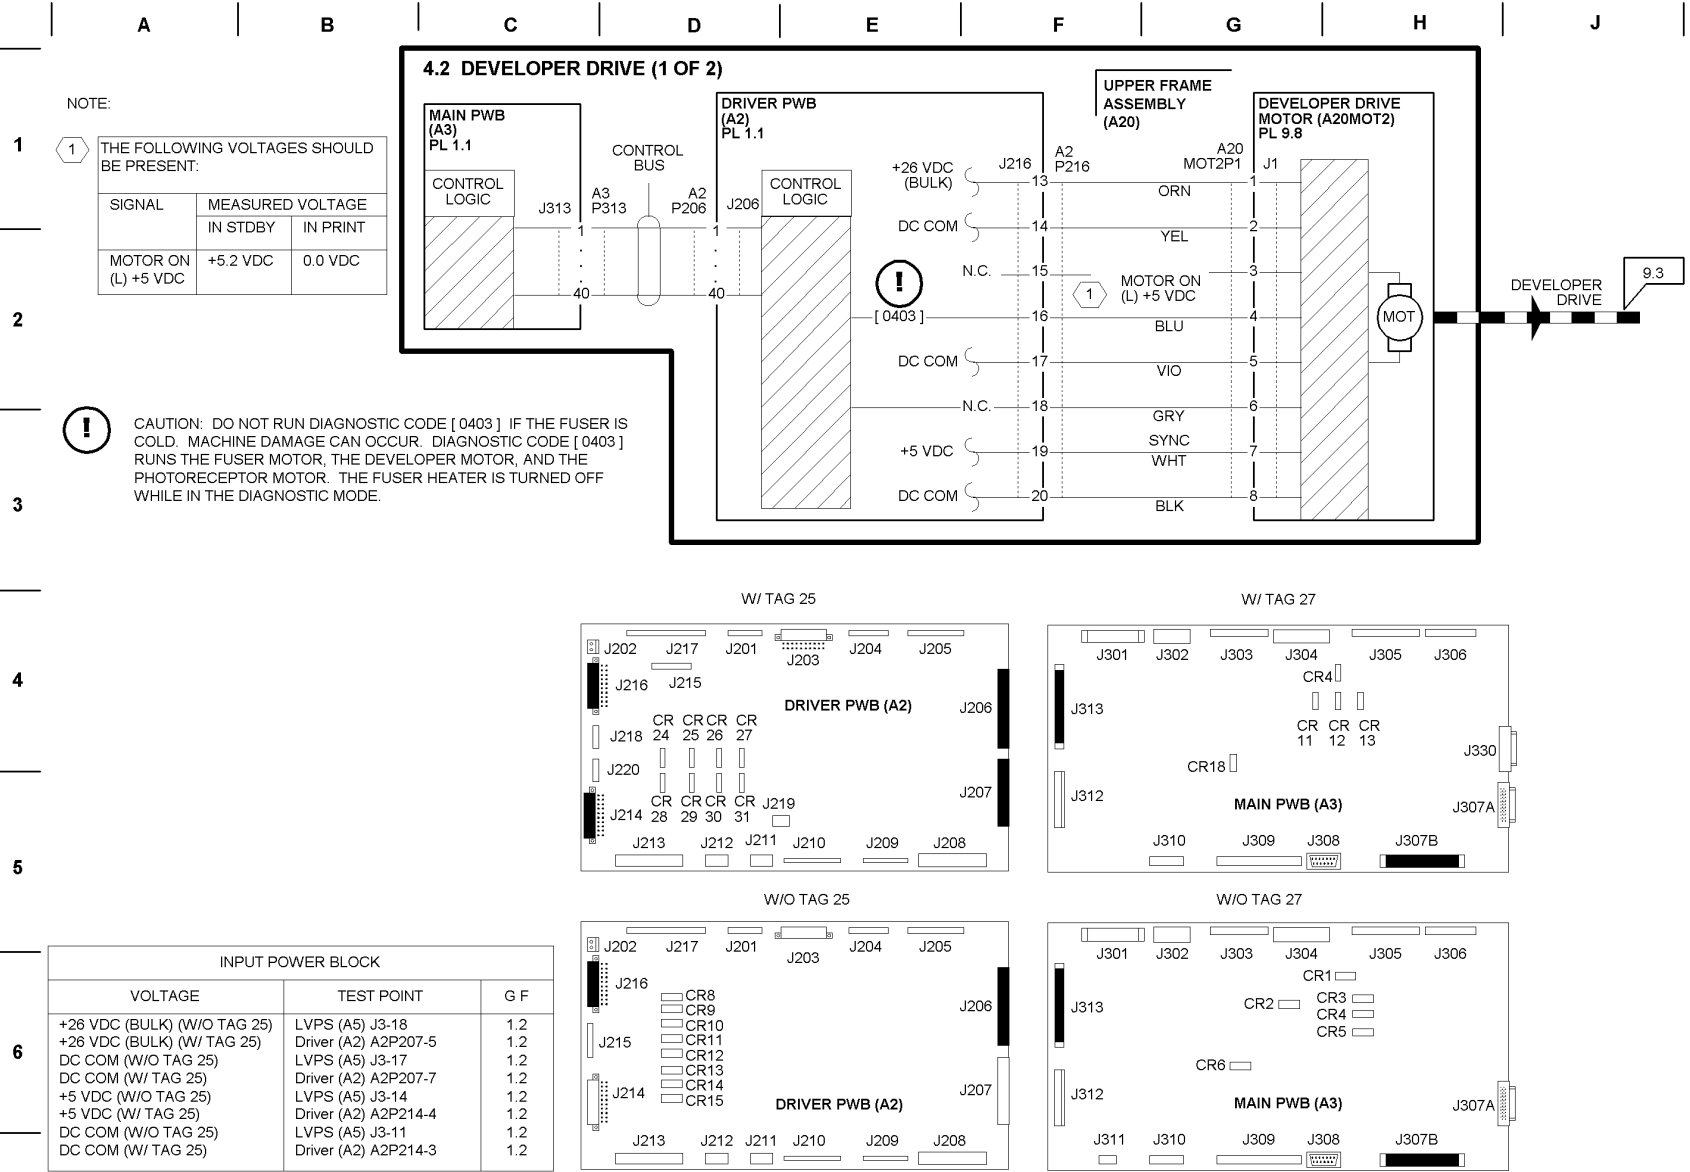 A B C D E F G H J
4.2 DEVELOPER DRIVE (1 OF 2)
NOTE:
1
1
THE FOLLOWING VOLTAGES SHOULD
BE PRESENT:
SIGNAL MEASURED VOLTAGE
IN STDBY IN PRINT
MOTOR ON +5.2 VDC 0.0 VDC
(L) +5 VDC
MAIN PWB
(A3)
PL 1.1
CONTROL
LOGIC
J313
A3
P313
1
40
CONTROL
BUS
A2
P206
J206
1
40
DRIVER PWB
(A2)
PL 1.1
CONTROL
LOGIC
UPPER FRAME
ASSEMBLY
(A20)
DEVELOPER DRIVE
MOTOR (A20MOT2)
PL 9.8
J216
A2
P216
A20
MOT2P1
J1
+26 VDC
(BULK)
13 ORN 1
DC COM 14 YEL 2
N.C. 15
1
MOTOR ON
(L) +5 VDC
3
!
[ 0403 ] 16 BLU 4
DC COM 17 VIO 5
N.C. 18 GRY 6
+5 VDC 19 SYNC
WHT 7
DC COM 20 BLK 8
MOT
DEVELOPER
DRIVE
9.3
2
!
CAUTION: DO NOT RUN DIAGNOSTIC CODE [ 0403 ] IF THE FUSER IS
COLD. MACHINE DAMAGE CAN OCCUR. DIAGNOSTIC CODE [ 0403 ]
RUNS THE FUSER MOTOR, THE DEVELOPER MOTOR, AND THE
PHOTORECEPTOR MOTOR. THE FUSER HEATER IS TURNED OFF
WHILE IN THE DIAGNOSTIC MODE.
3
4
W/ TAG 25
J202 J217 J201 J203 J204 J205
J216 J215
DRIVER PWB (A2)
J206
J218
CR CR CR CR
24 25 26 27
J220
J207
CR CR CR CR
28 29 30 31
J219
J214
J213 J212 J211 J210 J209 J208
W/ TAG 27
J301 J302 J303 J304 J305 J306
CR4
J313
CR CR CR
11 12 13
J330
CR18
J312
MAIN PWB (A3)
J307A
J310 J309 J308 J307B
5
W/O TAG 25
J202 J217 J201 J203 J204 J205
J216
CR8
CR9
CR10
CR11
CR12
CR13
CR14
CR15
J206
J215
J207
J214
DRIVER PWB (A2)
J213 J212 J211 J210 J209 J208
W/O TAG 27
J301 J302 J303 J304 J305 J306
CR1
CR2
CR3
CR4
CR5
J313
CR6
J312
MAIN PWB (A3)
J307A
J311 J310 J309 J308 J307B
6
INPUT POWER BLOCK
VOLTAGE TEST POINT G F
+26 VDC (BULK) (W/O TAG 25) LVPS (A5) J3-18 1.2
+26 VDC (BULK) (W/ TAG 25) Driver (A2) A2P207-5 1.2
DC COM (W/O TAG 25) LVPS (A5) J3-17 1.2
DC COM (W/ TAG 25) Driver (A2) A2P207-7 1.2
+5 VDC (W/O TAG 25) LVPS (A5) J3-14 1.2
+5 VDC (W/ TAG 25) Driver (A2) A2P214-4 1.2
DC COM (W/O TAG 25) LVPS (A5) J3-11 1.2
DC COM (W/ TAG 25) Driver (A2) A2P214-3 1.2